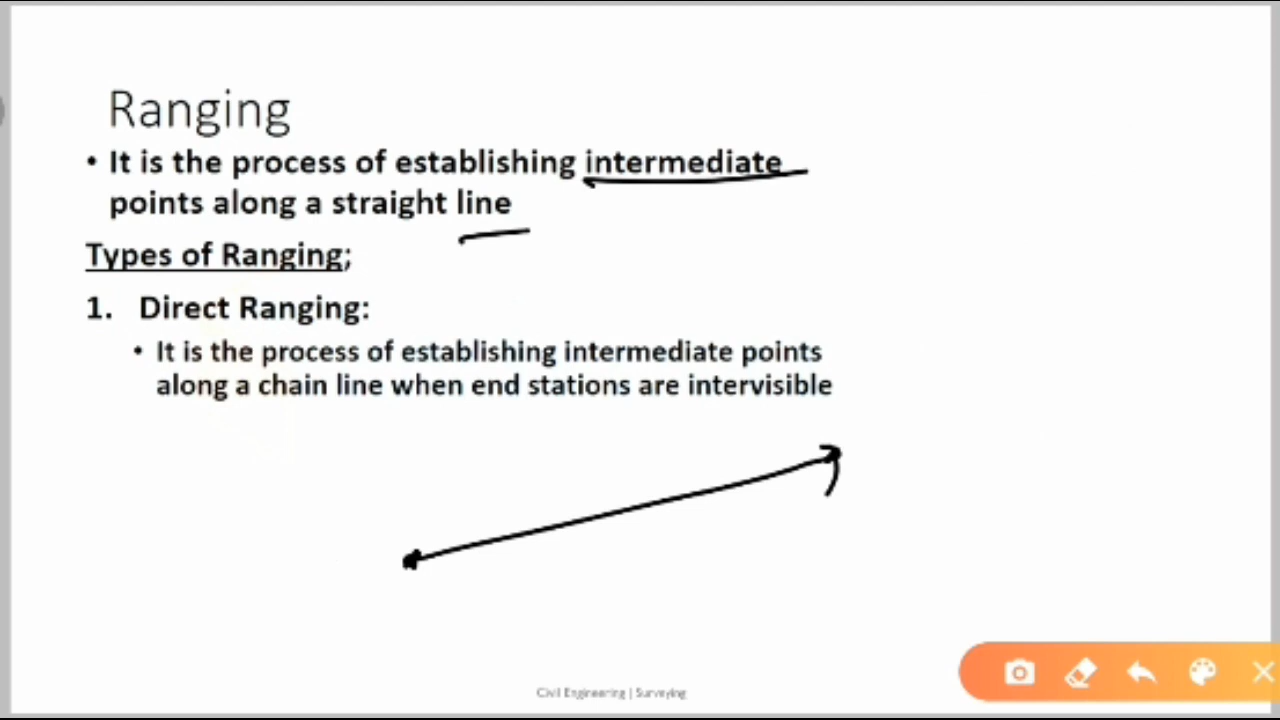 Ranging
• It is the process of establishing intermediate
points along a straight line
Types of Ranging;
1. Direct Ranging:
• It is the process of establishing intermediate points
along a chain line when end stations are intervisible
Civil Engineering | Surveying